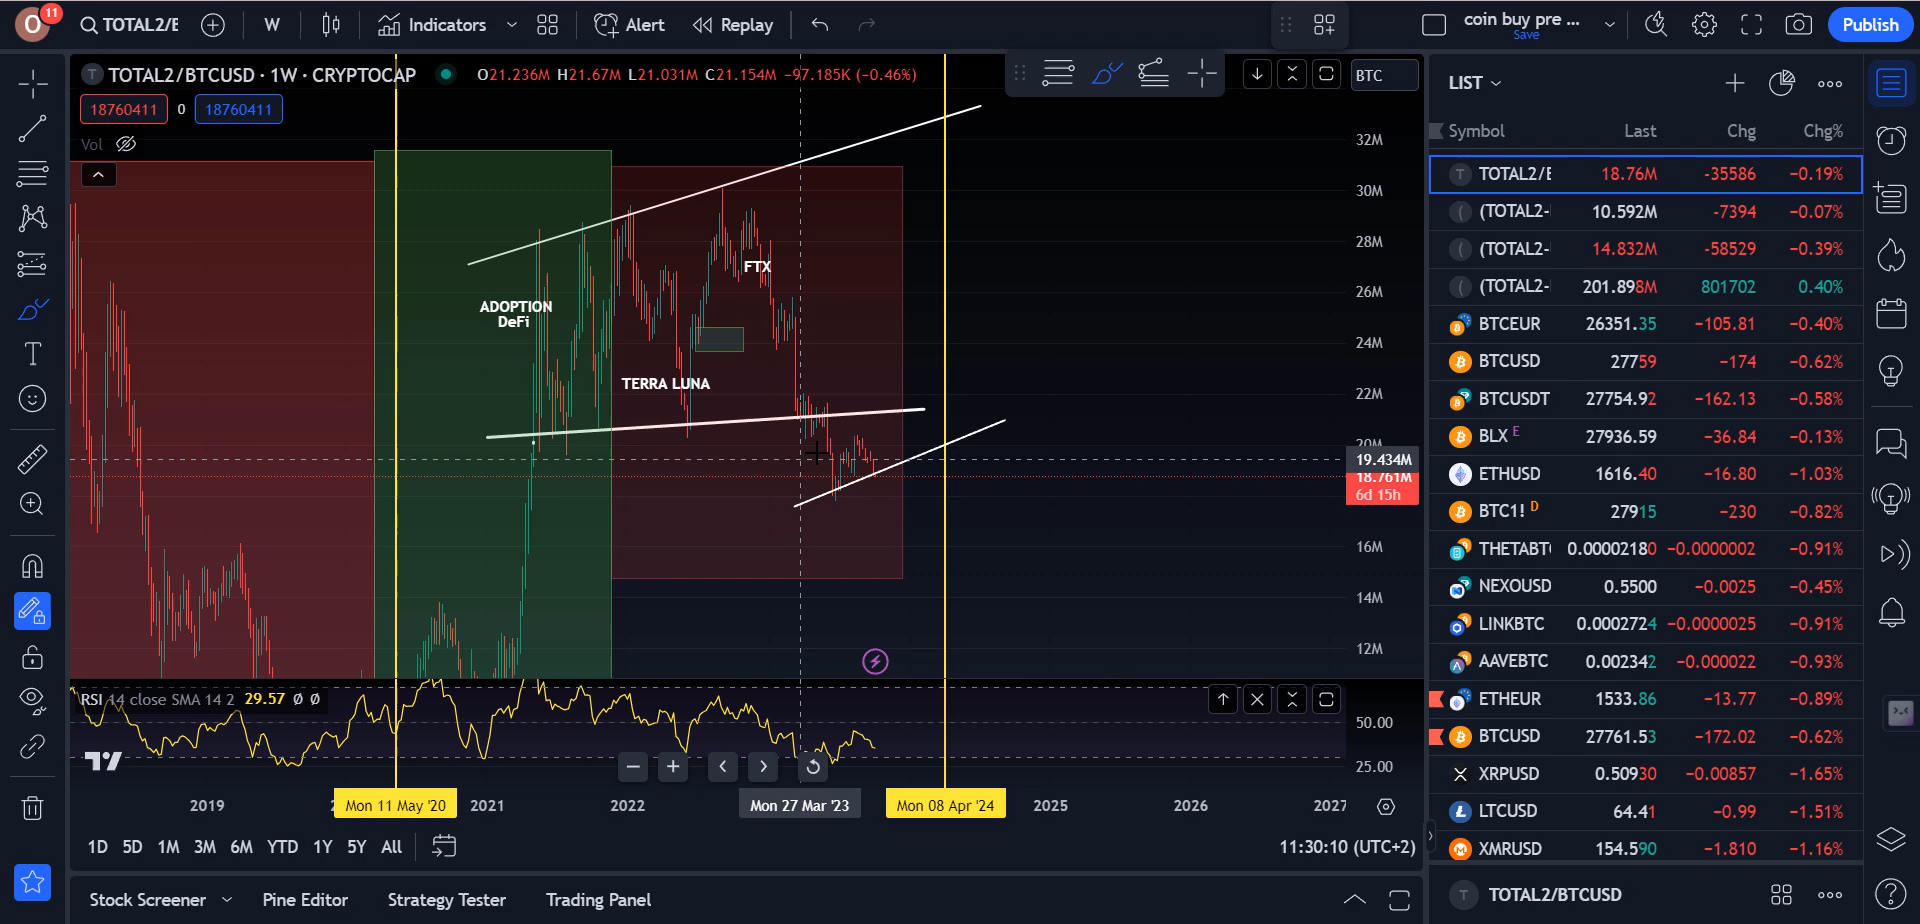 O 11 TOTAL2/E W Indicators Alert Replay coin buy pre ... Save Publish
T TOTAL2/BTCUSD · 1W · CRYPTOCAP O21.236M H21.67M L21.031M C21.154M −97.185K (−0.46%) BTC
18760411 0 18760411
Vol
32M
30M
28M
26M
24M
22M
20M
19.434M
18.761M
6d 15h
16M
14M
12M
FTX
ADOPTION
DeFi
TERRA LUNA
RSI 14 close SMA 14 2 29.57 Ø Ø
50.00
25.00
2019 Mon 11 May '20 2021 2022 Mon 27 Mar '23 Mon 08 Apr '24 2025 2026 2027
1D 5D 1M 3M 6M YTD 1Y 5Y All 11:30:10 (UTC+2)
Stock Screener Pine Editor Strategy Tester Trading Panel
LIST
Symbol Last Chg Chg%
T TOTAL2/E 18.76M -35586 −0.19%
( (TOTAL2- 10.592M -7394 −0.07%
( (TOTAL2- 14.832M -58529 −0.39%
( (TOTAL2- 201.898M 801702 0.40%
BTCEUR 26351.35 −105.81 −0.40%
BTCUSD 27759 −174 −0.62%
BTCUSDT 27754.92 −162.13 −0.58%
BLX E 27936.59 −36.84 −0.13%
ETHUSD 1616.40 −16.80 −1.03%
BTC1! D 27915 −230 −0.82%
THETABT 0.00002180 −0.0000002 −0.91%
NEXOUSD 0.5500 −0.0025 −0.45%
LINKBTC 0.0002724 −0.0000025 −0.91%
AAVEBTC 0.002342 −0.000022 −0.93%
ETHEUR 1533.86 −13.77 −0.89%
BTCUSD 27761.53 −172.02 −0.62%
XRPUSD 0.50930 −0.00857 −1.65%
LTCUSD 64.41 −0.99 −1.51%
XMRUSD 154.590 −1.810 −1.16%
T TOTAL2/BTCUSD